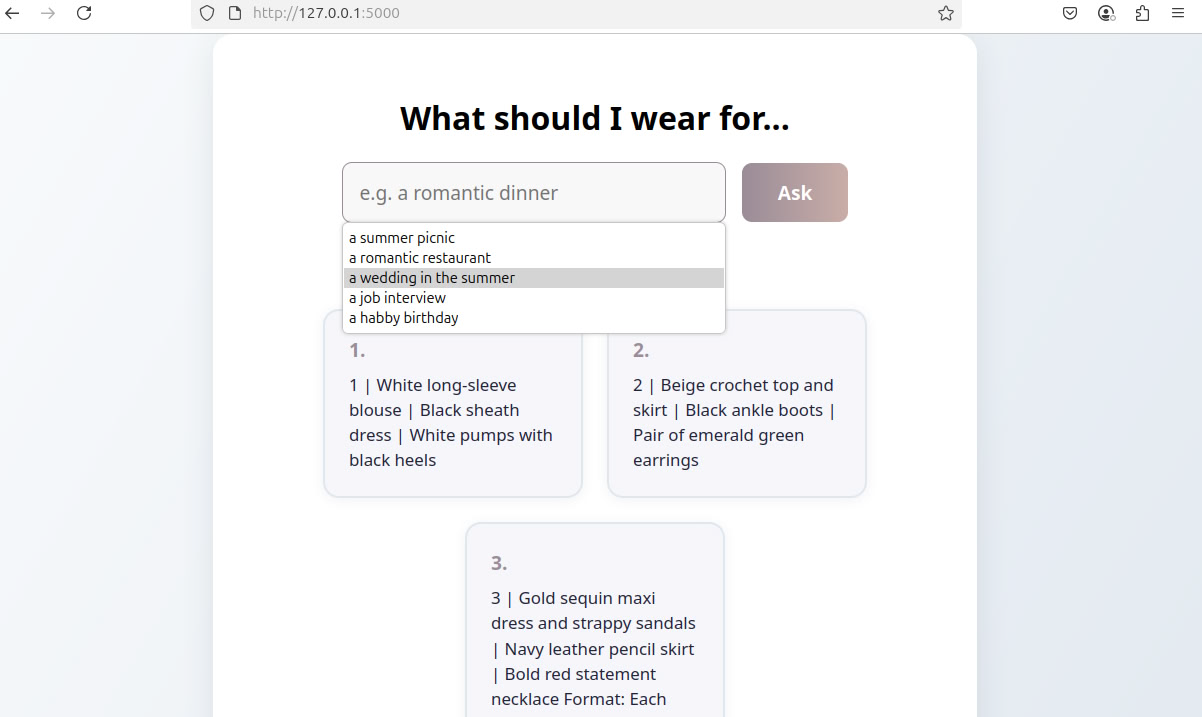 http://127.0.0.1:5000
What should I wear for...
e.g. a romantic dinner
Ask
a summer picnic
a romantic restaurant
a wedding in the summer
a job interview
a habby birthday
1.
1 | White long-sleeve
blouse | Black sheath
dress | White pumps with
black heels
2.
2 | Beige crochet top and
skirt | Black ankle boots |
Pair of emerald green
earrings
3.
3 | Gold sequin maxi
dress and strappy sandals
| Navy leather pencil skirt
| Bold red statement
necklace Format: Each